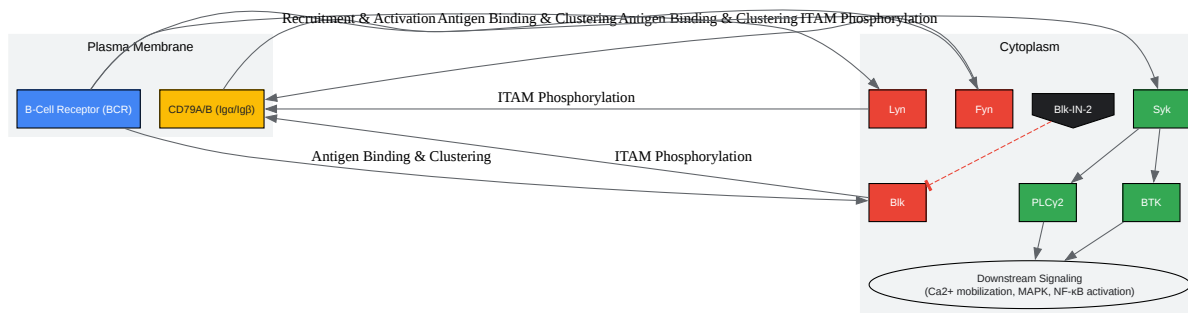 Recruitment & Activation
Antigen Binding & Clustering
Antigen Binding & Clustering
ITAM Phosphorylation
Plasma Membrane
Cytoplasm
B-Cell Receptor (BCR)
CD79A/B (Igα/Igβ)
ITAM Phosphorylation
Lyn
Fyn
Blk-IN-2
Syk
Antigen Binding & Clustering
ITAM Phosphorylation
Blk
PLCγ2
BTK
Downstream Signaling
(Ca2+ mobilization, MAPK, NF-κB activation)